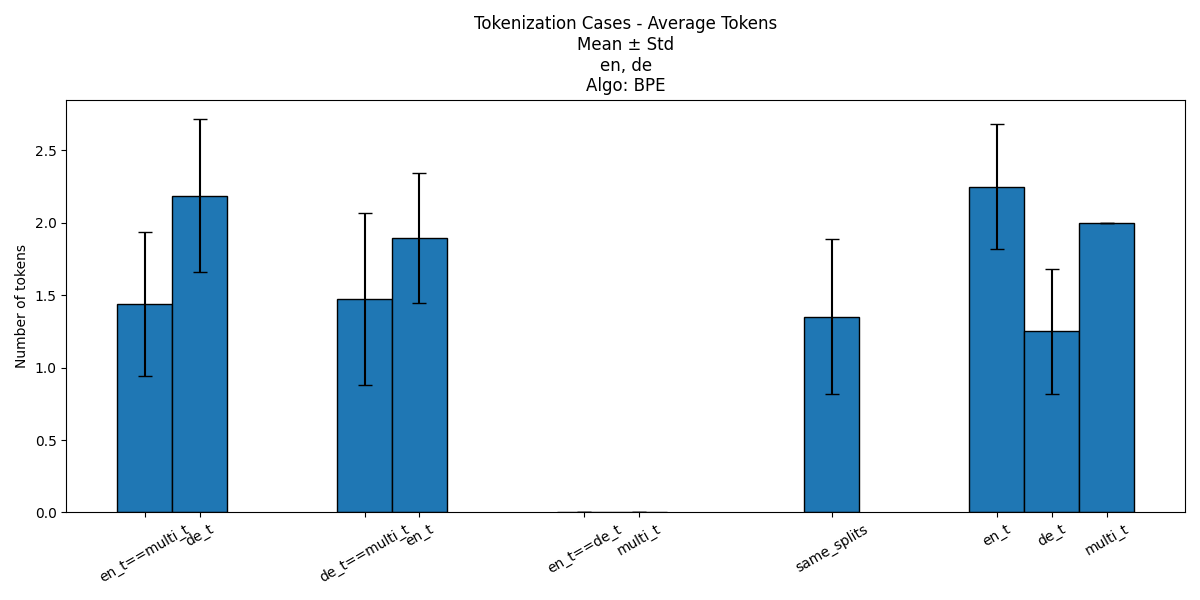 Tokenization Cases - Average Tokens
Mean ± Std
en, de
Algo: BPE
Number of tokens
2.5
2.0
1.5
1.0
0.5
0.0
en_t==multi_t
de_t
de_t==multi_t
en_t
en_t==de_t
multi_t
same_splits
en_t
de_t
multi_t